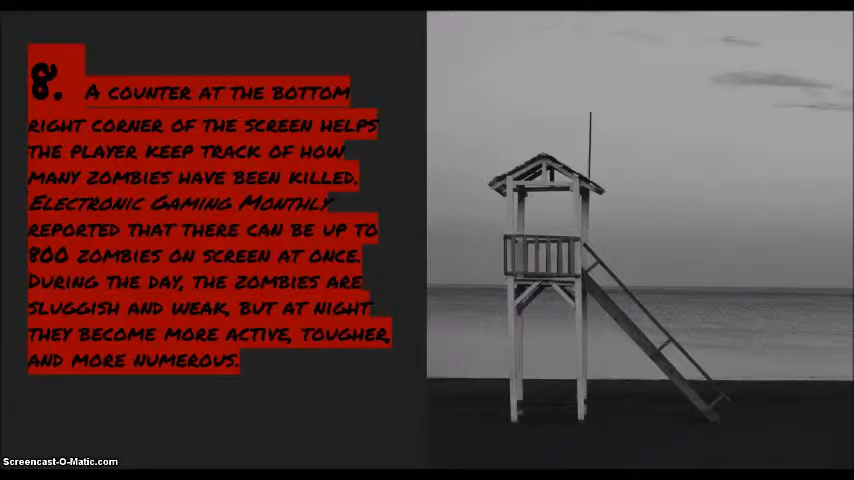 8. A counter at the bottom
right corner of the screen helps
the player keep track of how
many zombies have been killed.
Electronic Gaming Monthly
reported that there can be up to
800 zombies on screen at once.
During the day, the zombies are
sluggish and weak, but at night
they become more active, tougher,
and more numerous.
Screencast-O-Matic.com